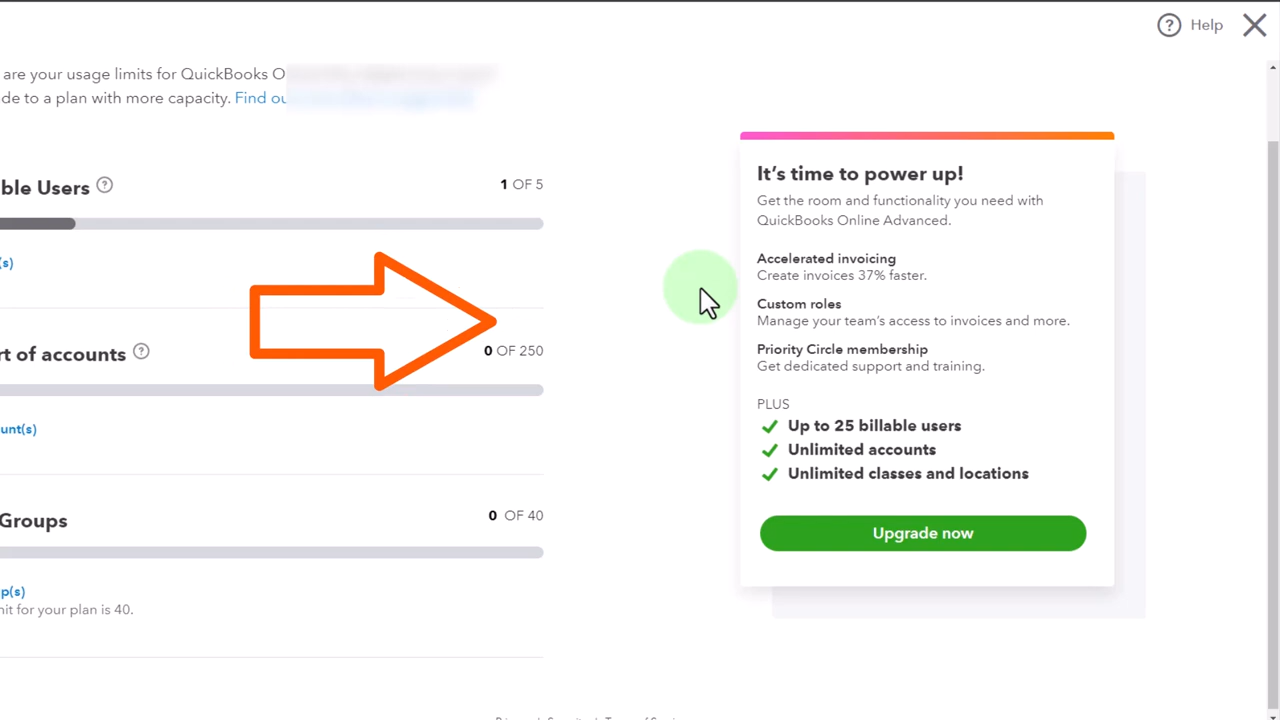 Help
are your usage limits for QuickBooks O
de to a plan with more capacity. Find ou
ble Users
1 OF 5
(s)
rt of accounts
0 OF 250
unt(s)
Groups
0 OF 40
p(s)
nit for your plan is 40.
It's time to power up!
Get the room and functionality you need with
QuickBooks Online Advanced.
Accelerated invoicing
Create invoices 37% faster.
Custom roles
Manage your team's access to invoices and more.
Priority Circle membership
Get dedicated support and training.
PLUS
Up to 25 billable users
Unlimited accounts
Unlimited classes and locations
Upgrade now